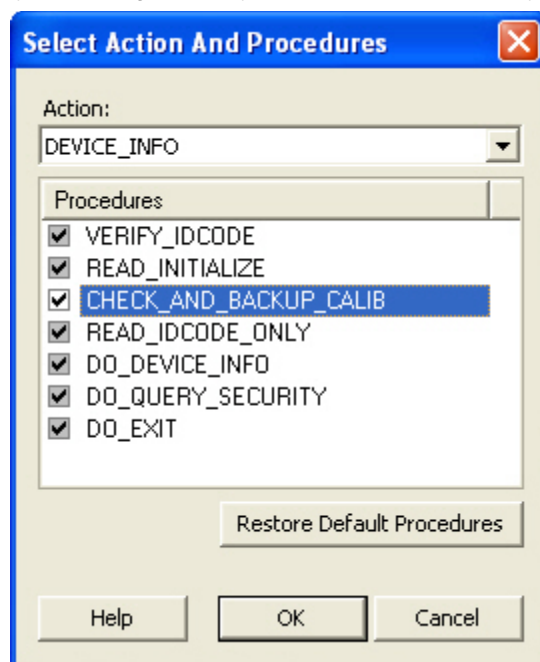 Select Action And Procedures
Action:
DEVICE_INFO
Procedures
VERIFY_IDCODE
READ_INITIALIZE
CHECK_AND_BACKUP_CALIB
READ_IDCODE_ONLY
DO_DEVICE_INFO
DO_QUERY_SECURITY
DO_EXIT
Restore Default Procedures
Help OK Cancel